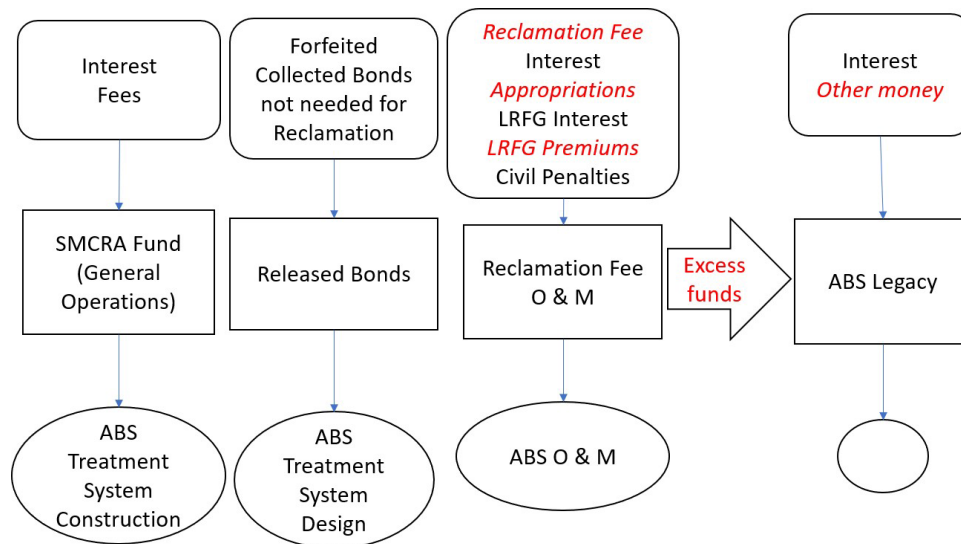 Interest
Fees
Forfeited
Collected Bonds
not needed for
Reclamation
Reclamation Fee
Interest
Appropriations
LRFG Interest
LRFG Premiums
Civil Penalties
Interest
Other money
SMCRA Fund
(General
Operations)
Released Bonds
Reclamation Fee
O & M
Excess
funds
ABS Legacy
ABS
Treatment
System
Construction
ABS
Treatment
System
Design
ABS O & M